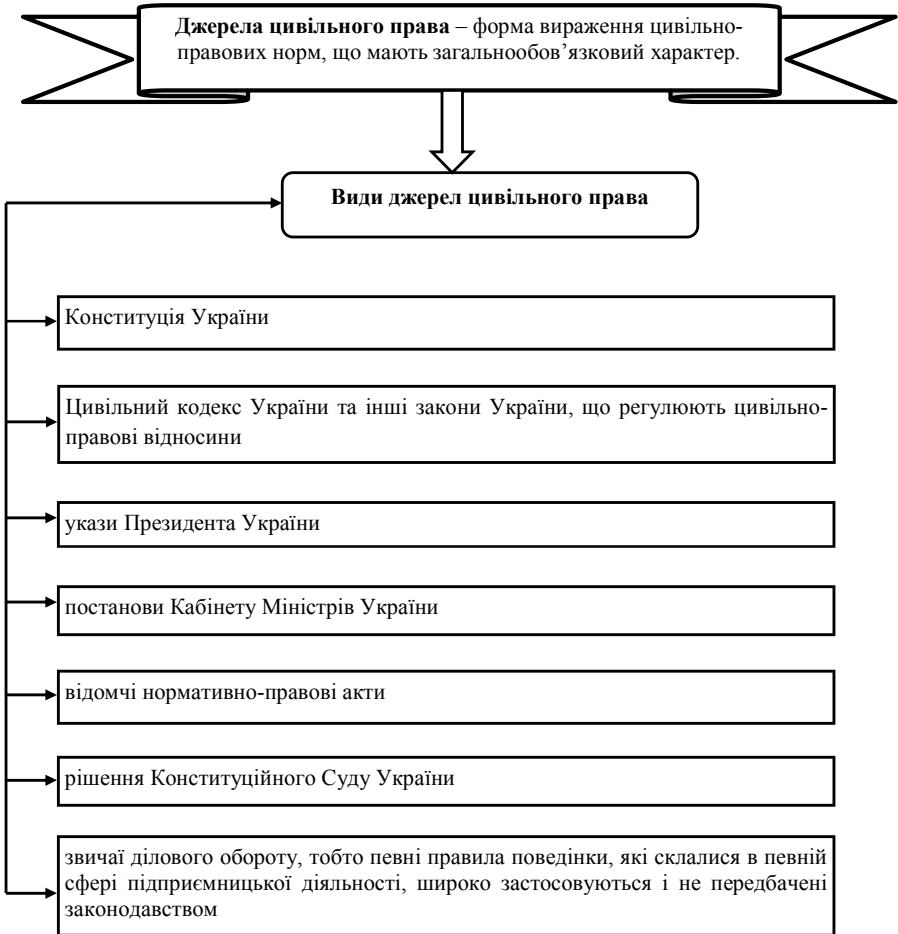 Джерела цивільного права – форма вираження цивільно-
правових норм, що мають загальнообов’язковий характер.
Види джерел цивільного права
Конституція України
Цивільний кодекс України та інші закони України, що регулюють цивільно-
правові відносини
укази Президента України
постанови Кабінету Міністрів України
відомчі нормативно-правові акти
рішення Конституційного Суду України
звичаї ділового обороту, тобто певні правила поведінки, які склалися в певній
сфері підприємницької діяльності, широко застосовуються і не передбачені
законодавством